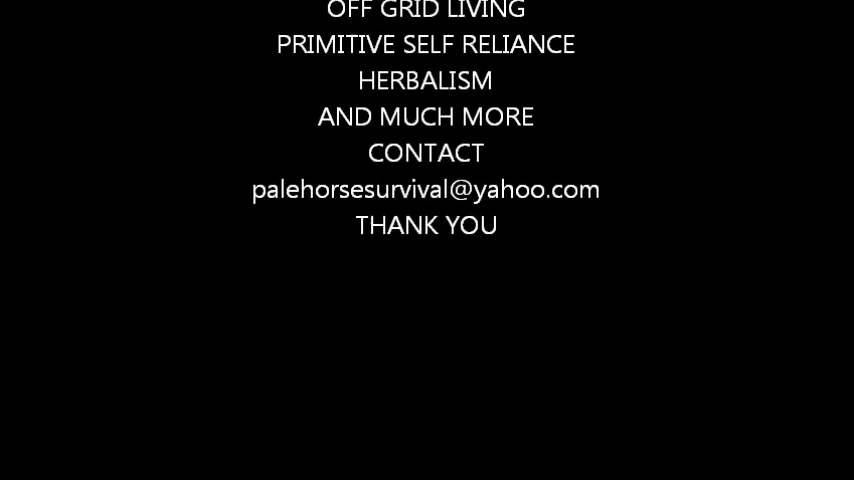 OFF GRID LIVING
PRIMITIVE SELF RELIANCE
HERBALISM
AND MUCH MORE
CONTACT
palehorsesurvival@yahoo.com
THANK YOU